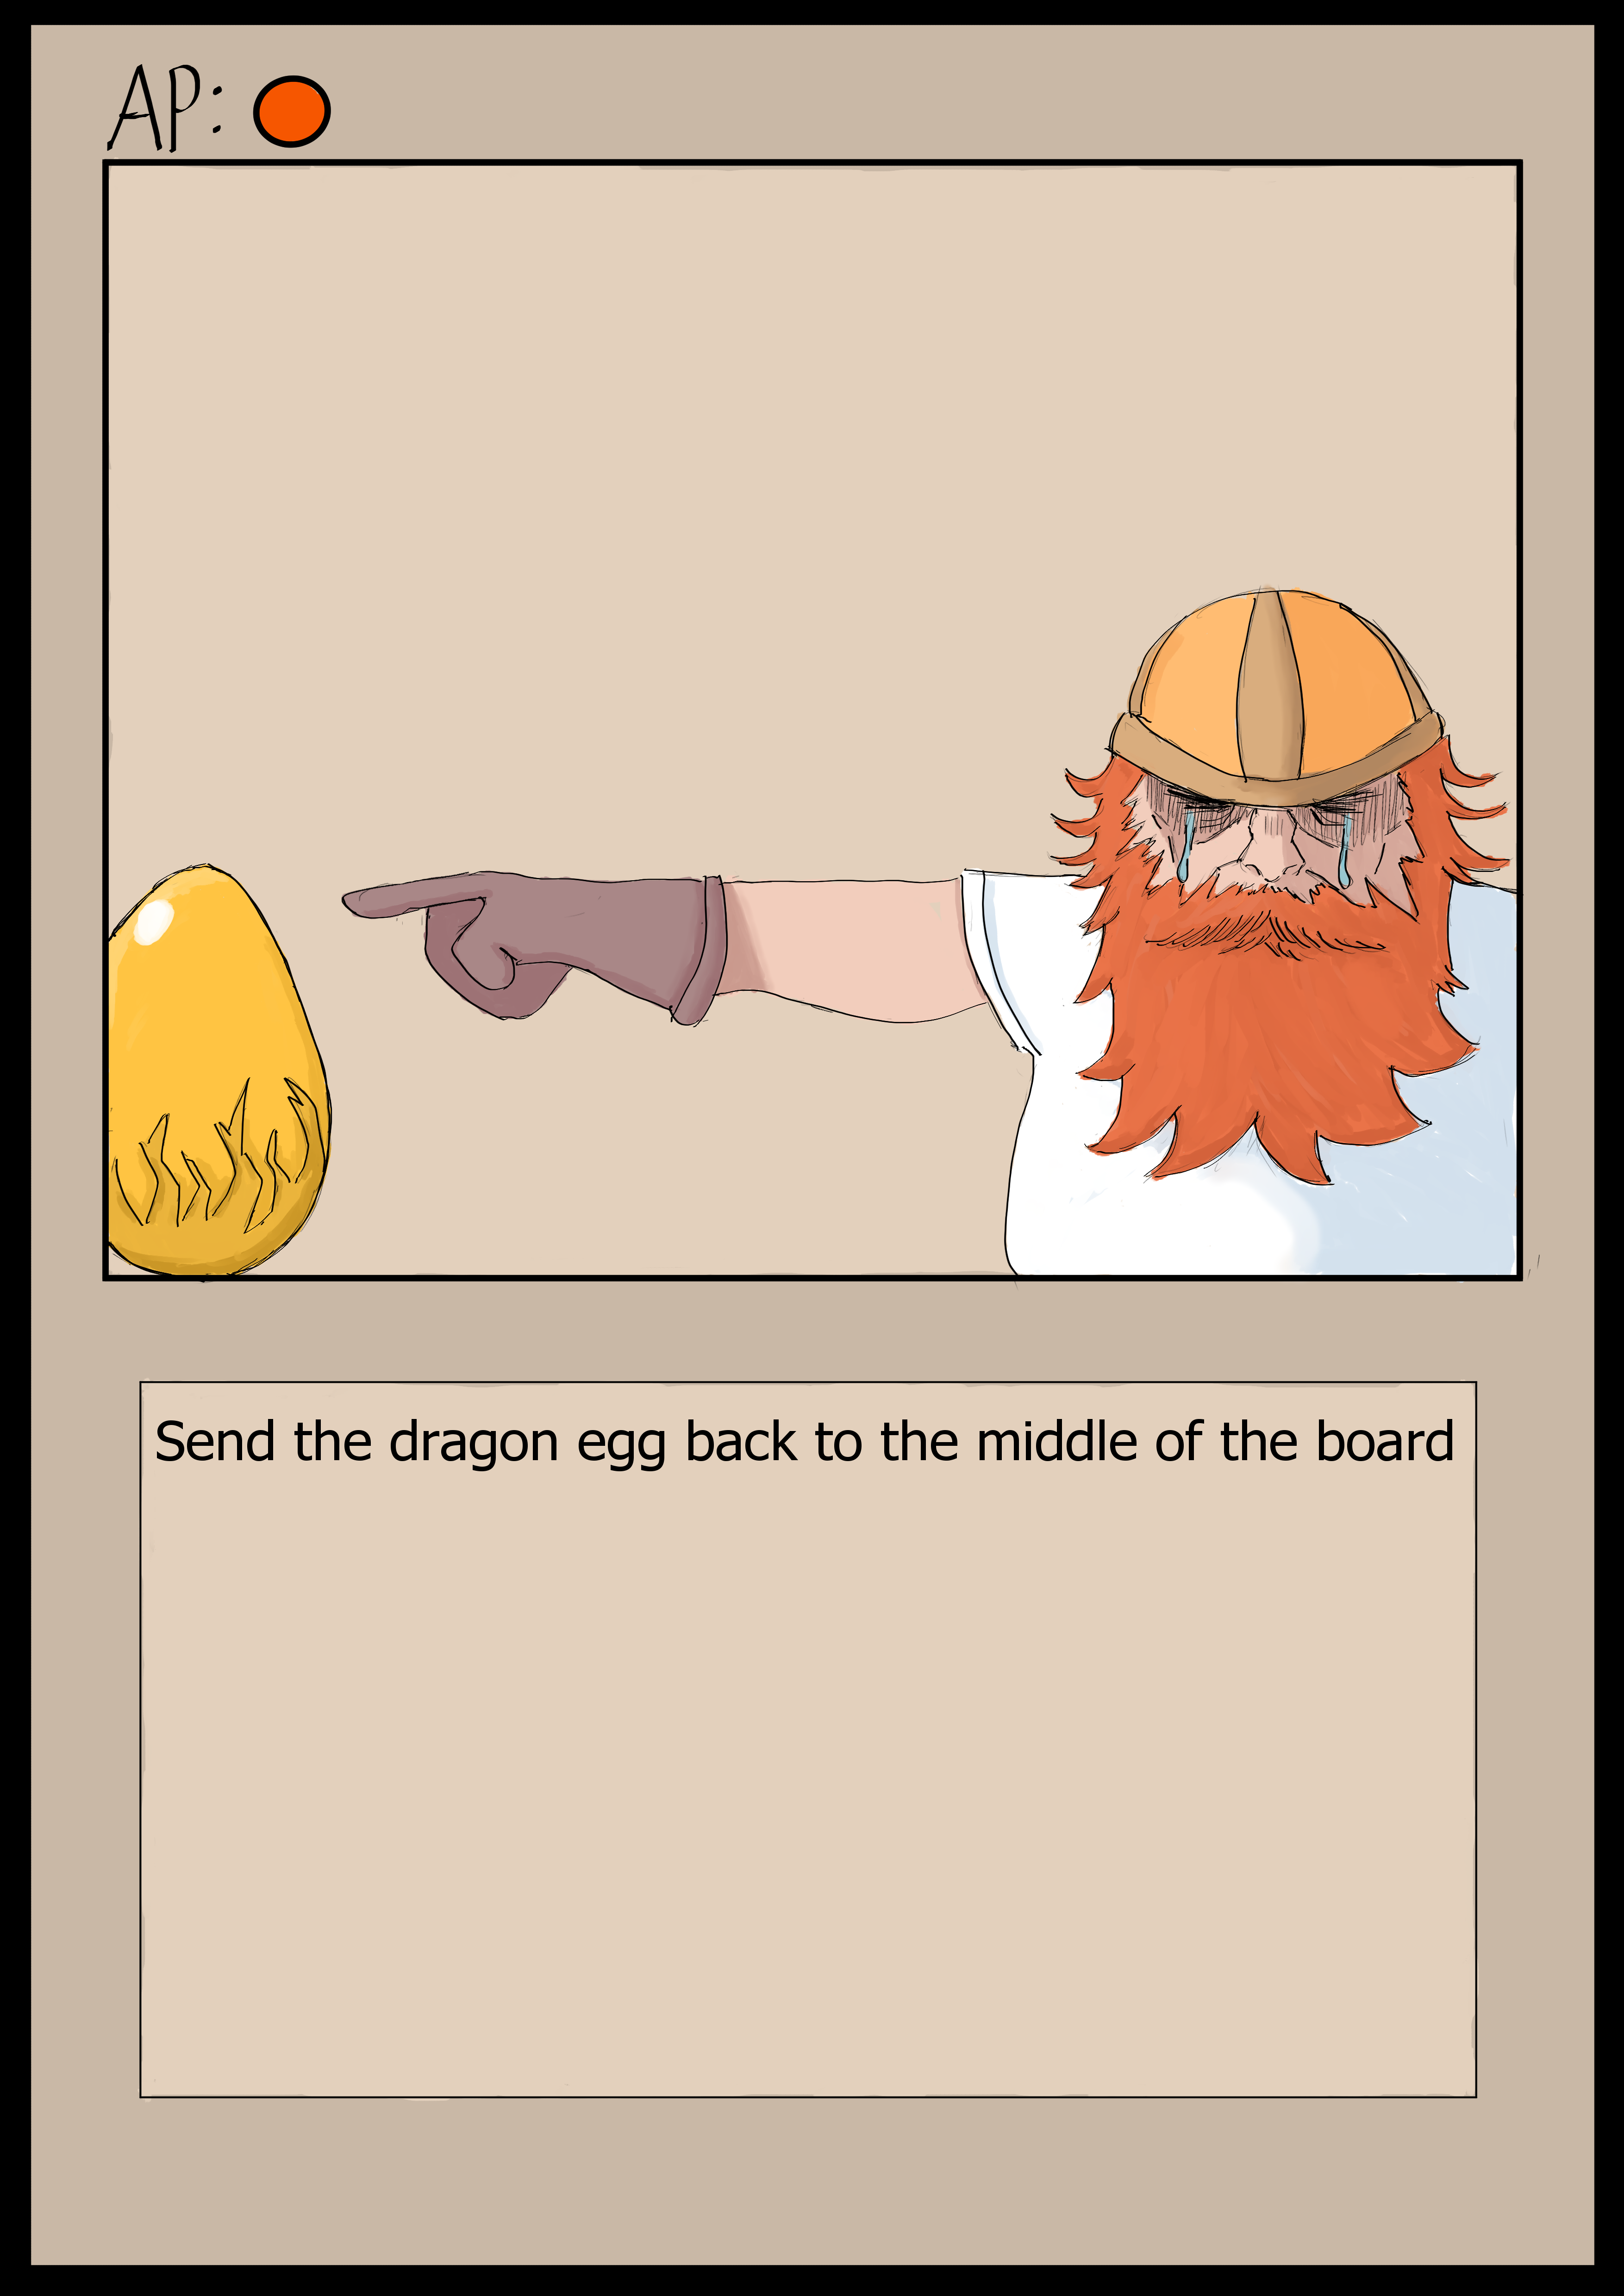 AP:
Send the dragon egg back to the middle of the board